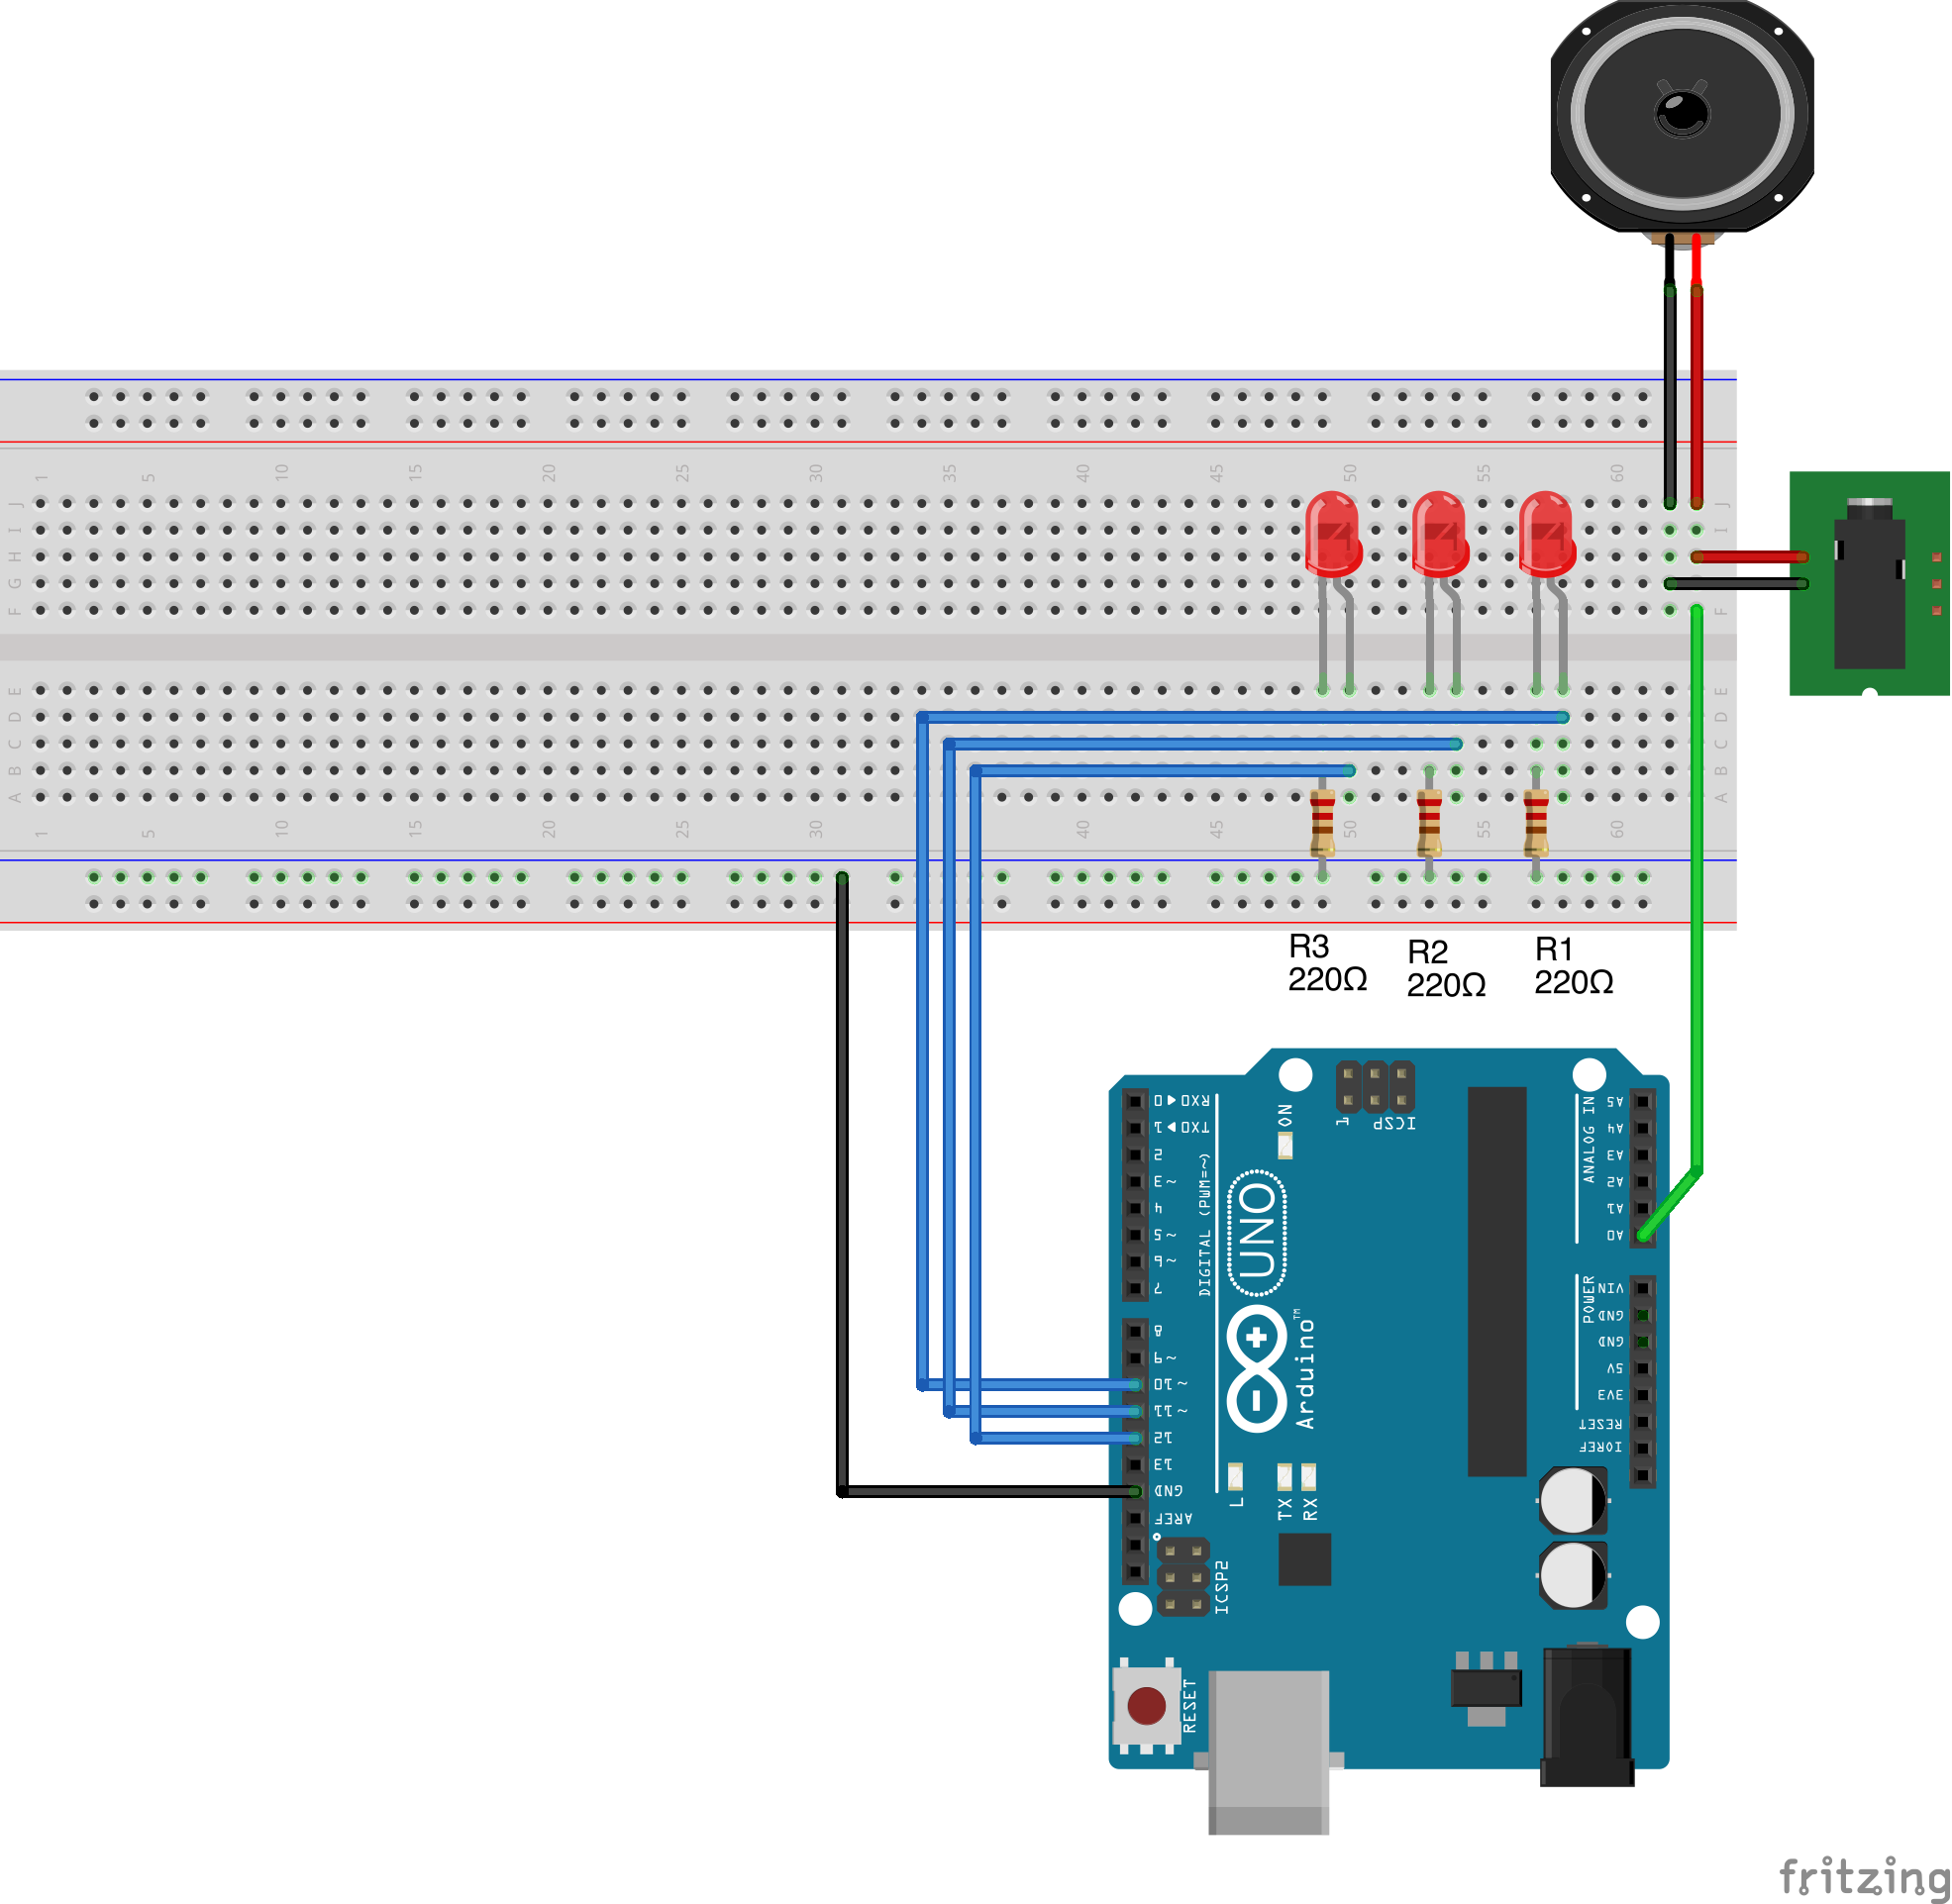 1 5 10 15 20 25 30 35 40 45 50 55 60
J J
I I
H H
G G
F F
E E
D D
C C
B B
A A
1 5 10 15 20 25 30 40 45 50 55 60
R3
220Ω
R2
220Ω
R1
220Ω
RX0 ◀ 0
TX0 ▶ 1
2
~3
4
~5
~6
7
8
~9
~10
~11
12
13
GND
AREF
DIGITAL (PWM=~)
ON
1 ICSP
UNO
Arduino™
L
TX
RX
ICSP2
RESET
ANALOG IN
A5
A4
A3
A2
A1
A0
POWER
VIN
GND
GND
5V
3V3
RESET
IOREF
fritzing